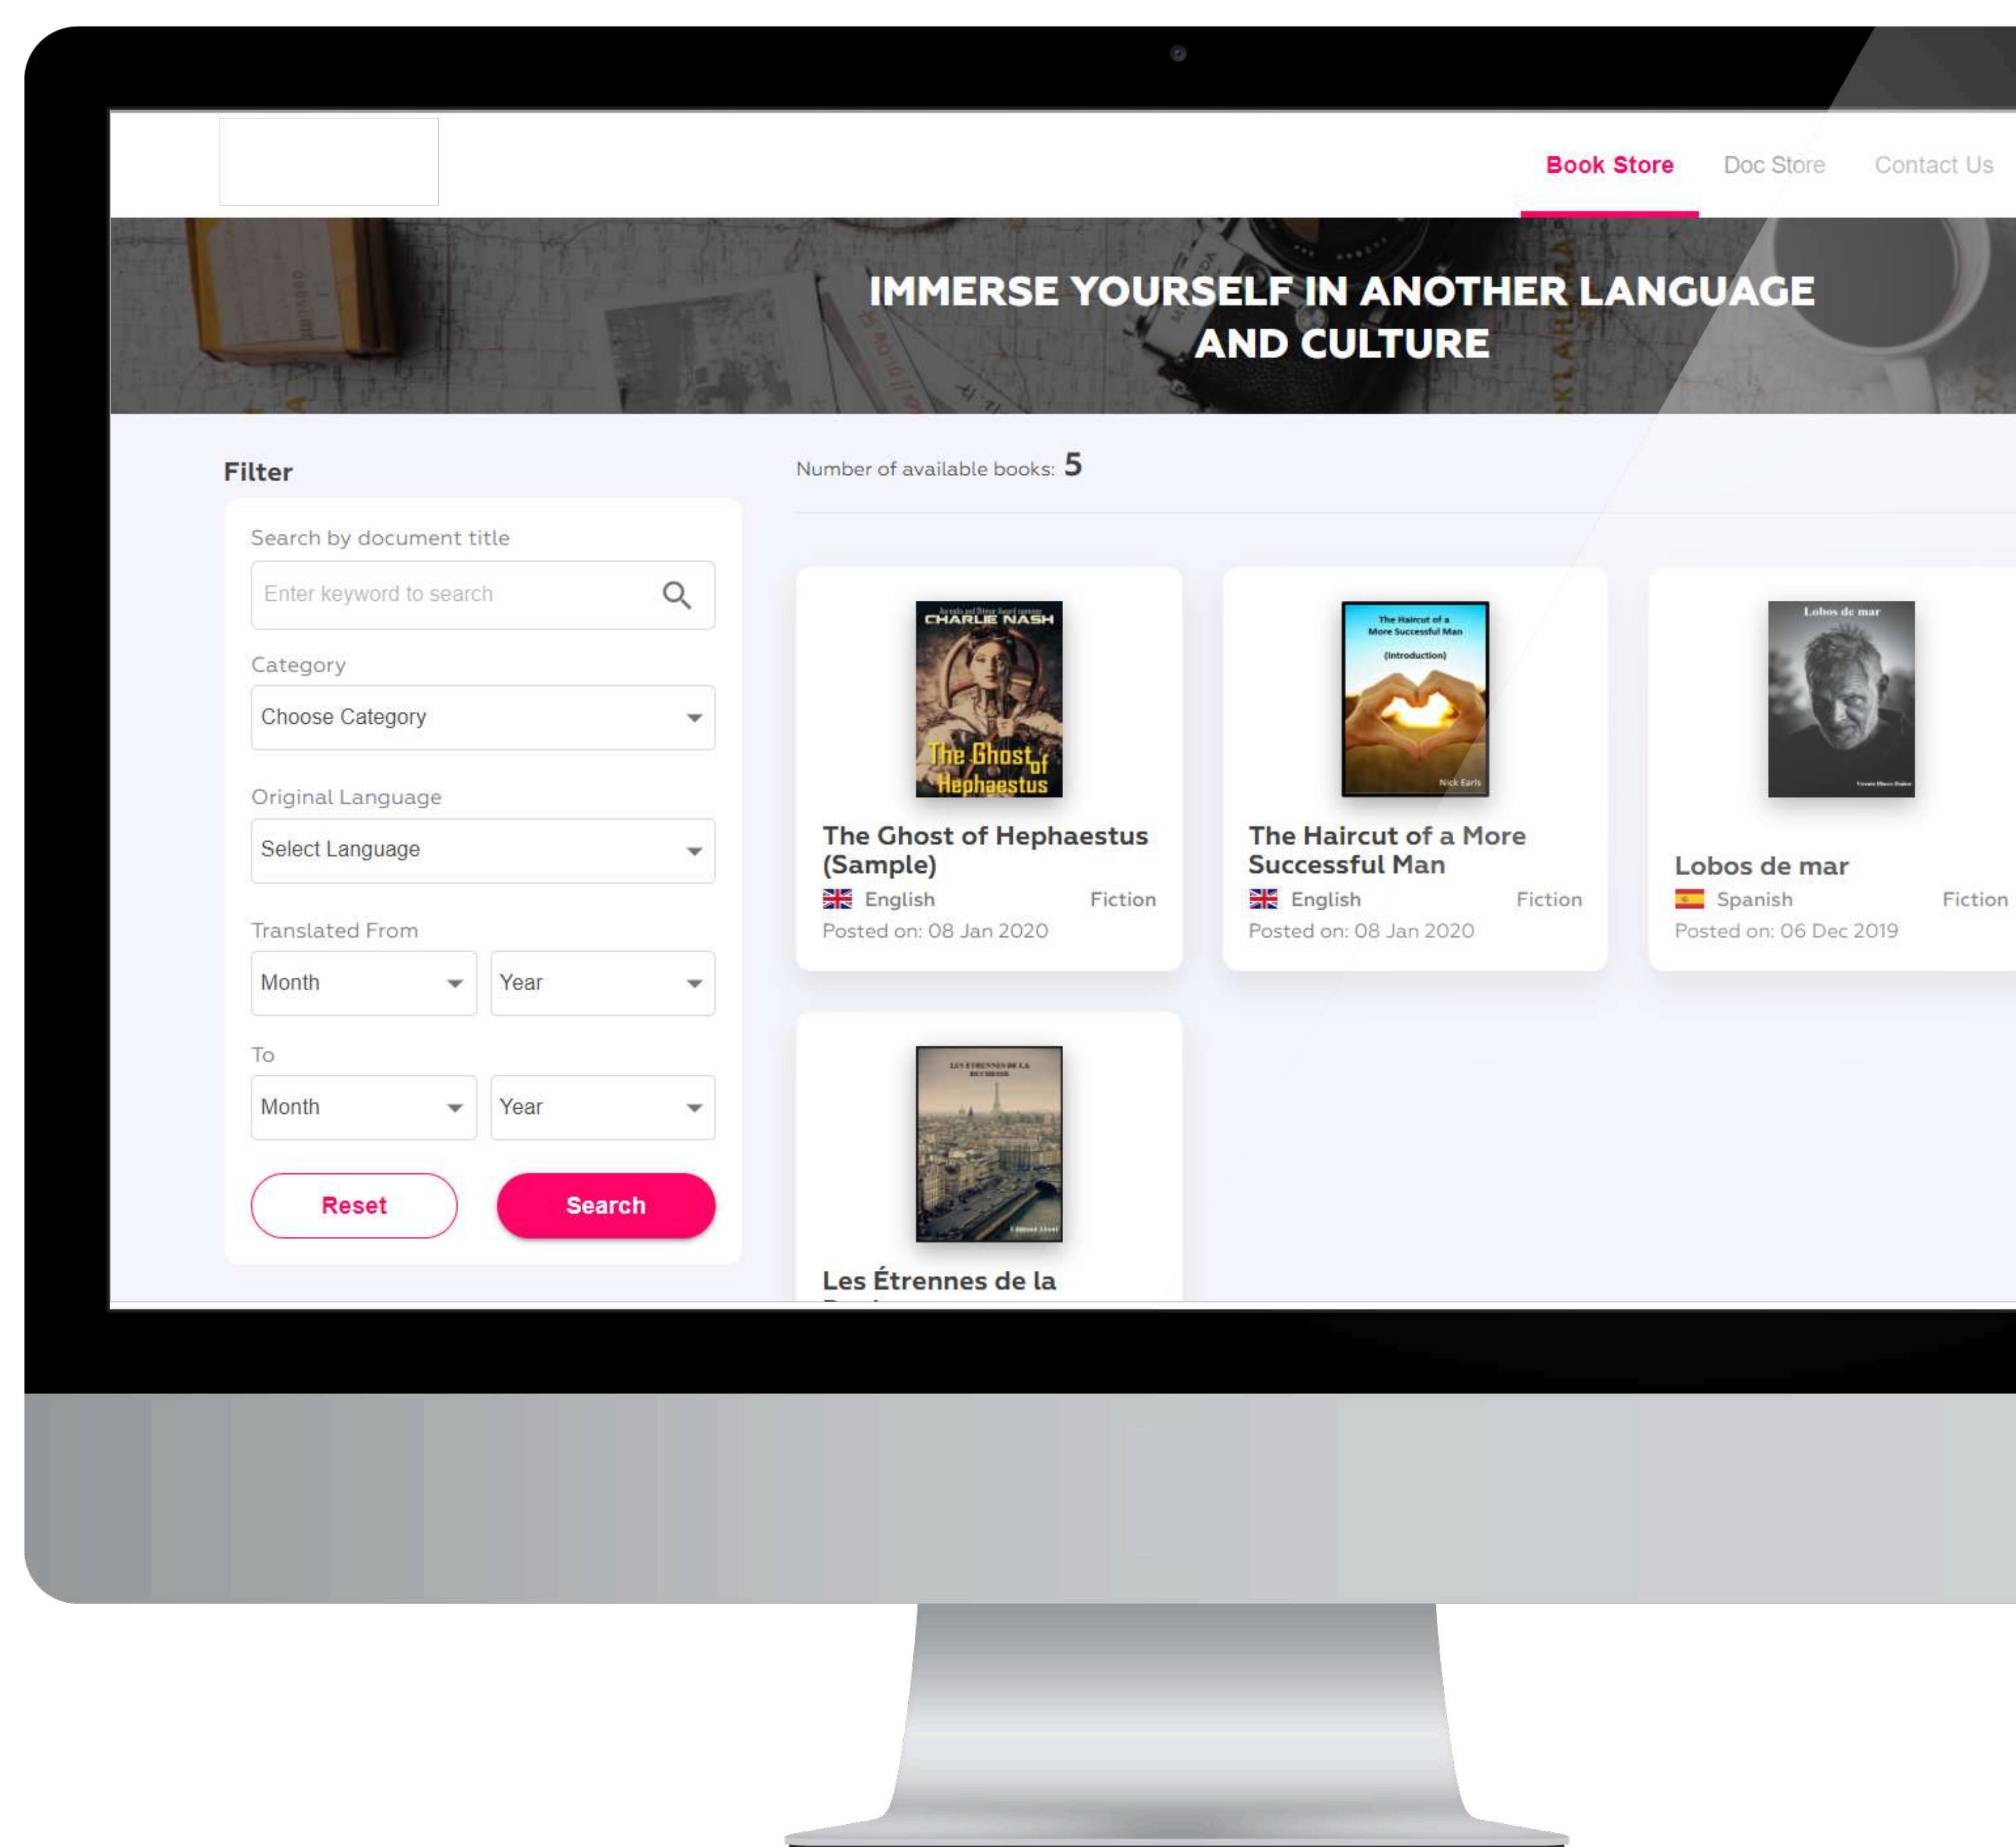 Book Store
Doc Store
Contact Us
IMMERSE YOURSELF IN ANOTHER LANGUAGE
AND CULTURE
Filter
Search by document title
Enter keyword to search
Category
Choose Category
Original Language
Select Language
Translated From
Month
Year
To
Month
Year
Reset
Search
Number of available books: 5
CHARLIE NASH
The Ghost of
Hephaestus
The Ghost of Hephaestus
(Sample)
English
Fiction
Posted on: 08 Jan 2020
The Haircut of a
More Successful Man
(Introduction)
Nick Earls
The Haircut of a More
Successful Man
English
Fiction
Posted on: 08 Jan 2020
Lobos de mar
Lobos de mar
Spanish
Fiction
Posted on: 06 Dec 2019
LES ETRENNES DE LA
Les Étrennes de la